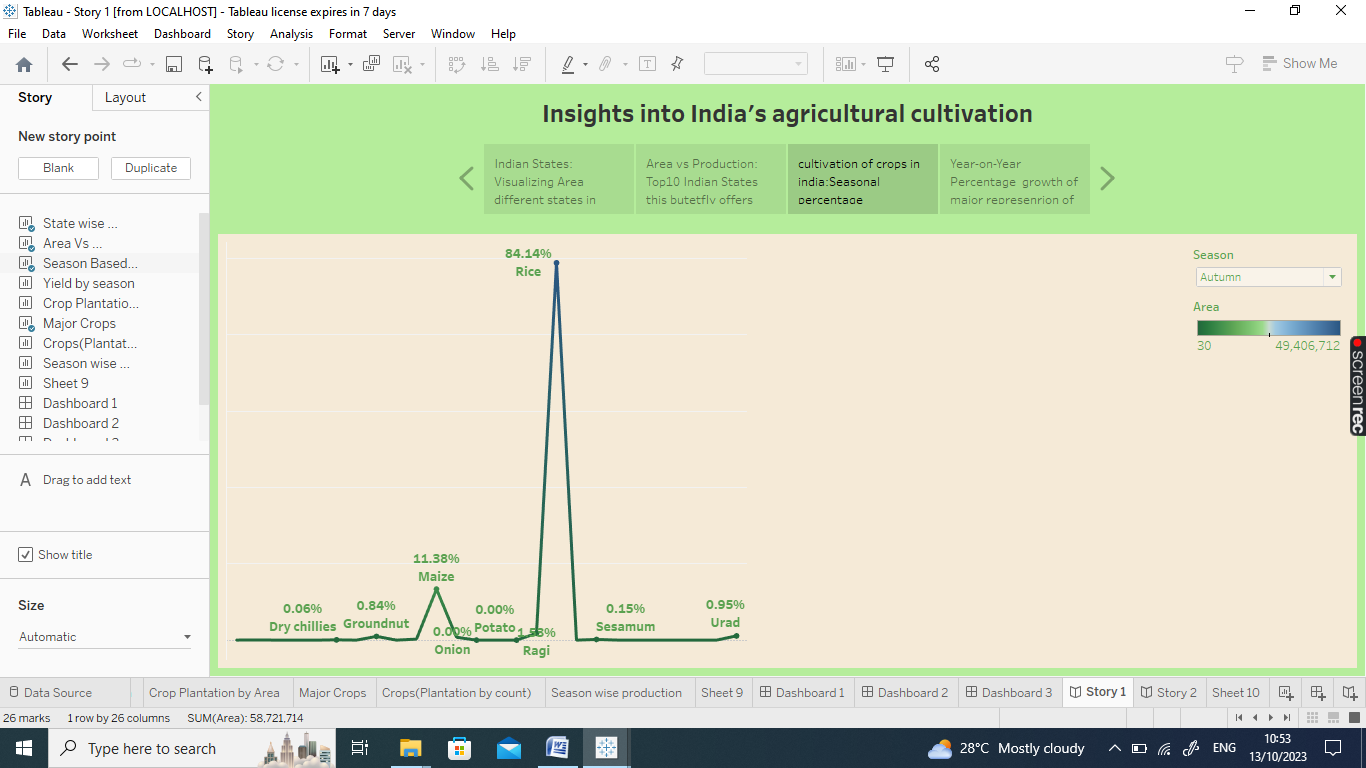 Tableau - Story 1 [from LOCALHOST] - Tableau license expires in 7 days
File Data Worksheet Dashboard Story Analysis Format Server Window Help
Show Me
Story Layout
New story point
Blank Duplicate
State wise ...
Area Vs ...
Season Based...
Yield by season
Crop Plantatio...
Major Crops
Crops(Plantat...
Season wise ...
Sheet 9
Dashboard 1
Dashboard 2
A Drag to add text
Show title
Size
Automatic
Insights into India's agricultural cultivation
Indian States:
Visualizing Area
different states in
Area vs Production:
Top10 Indian States
this butetfly offers
cultivation of crops in
india:Seasonal
percentage
Year-on-Year
Percentage growth of
major represenrion of
84.14%
Rice
11.38%
Maize
0.06%
Dry chillies
0.84%
Groundnut
0.00%
Onion
0.00%
Potato
1.53%
Ragi
0.15%
Sesamum
0.95%
Urad
Season
Autumn
Area
30 49,406,712
screenrec
Data Source Crop Plantation by Area Major Crops Crops(Plantation by count) Season wise production Sheet 9 Dashboard 1 Dashboard 2 Dashboard 3 Story 1 Story 2 Sheet 10
26 marks 1 row by 26 columns SUM(Area): 58,721,714
Type here to search
28°C Mostly cloudy
ENG
10:53
13/10/2023